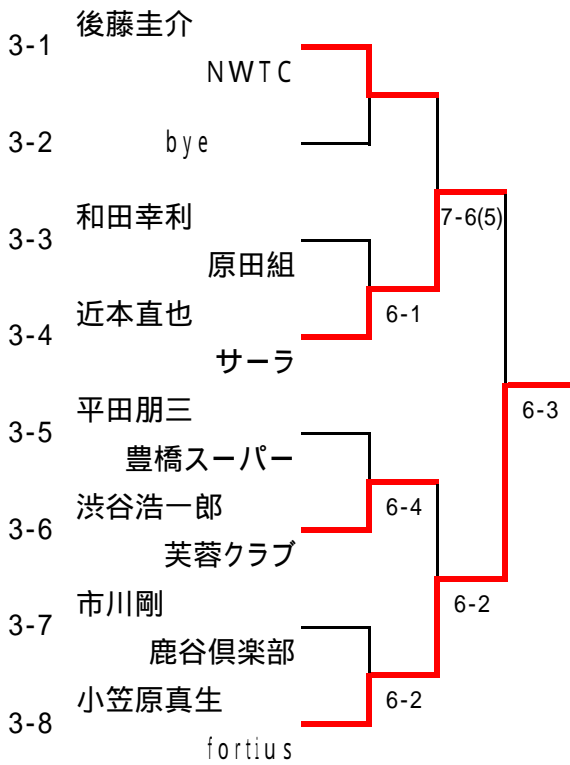 後藤圭介
3-1
NWTC
3-2
bye
和田幸利
7-6(5)
3-3
原田組
近本直也
6-1
3-4
サーラ
平田朋三
6-3
3-5
豊橋スーパー
渋谷浩一郎
6-4
3-6
芙蓉クラブ
市川剛
6-2
3-7
鹿谷倶楽部
小笠原真生
6-2
3-8
fortius